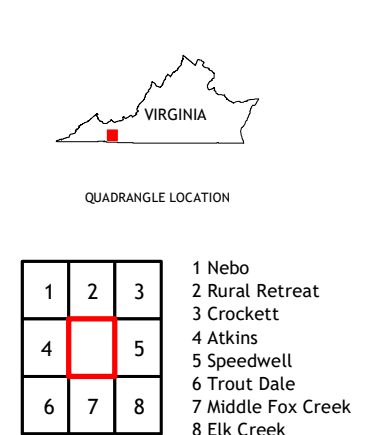 VIRGINIA
QUADRANGLE LOCATION
1 2 3
4 5
6 7 8
1 Nebo
2 Rural Retreat
3 Crockett
4 Atkins
5 Speedwell
6 Trout Dale
7 Middle Fox Creek
8 Elk Creek